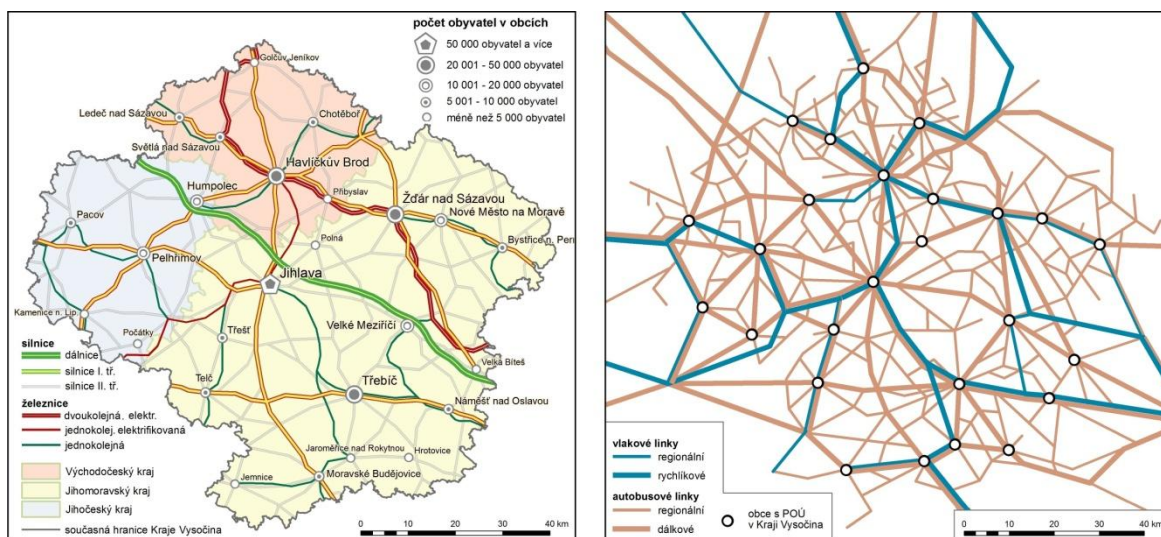 počet obyvatel v obcích
50 000 obyvatel a více
20 001 - 50 000 obyvatel
10 001 - 20 000 obyvatel
5 001 - 10 000 obyvatel
méně než 5 000 obyvatel
Golčův Jeníkov
Ledeč nad Sázavou
Chotěboř
Světlá nad Sázavou
Havlíčkův Brod
Humpolec
Přibyslav
Žďár nad Sázavou
Nové Město na Moravě
Pacov
Polná
Bystřice n. Pern
Pelhřimov
Jihlava
Kamenice n. Lip.
Počátky
Třešť
Velké Meziříčí
Velká Bíteš
Telč
Třebíč
Náměšť nad Oslavou
Jaroměřice nad Rokytnou
Hrotovice
Jemnice
Moravské Budějovice
silnice
dálnice
silnice I. tř.
silnice II. tř.
železnice
dvoukolejná, elektr.
jednokolej. elektrifikovaná
jednokolejná
Východočeský kraj
Jihomoravský kraj
Jihočeský kraj
současná hranice Kraje Vysočina
0 10 20 30 40 km
vlakové linky
regionální
rychlíkové
autobusové linky
regionální
dálkové
obce s POÚ
v Kraji Vysočina
0 10 20 30 40 km